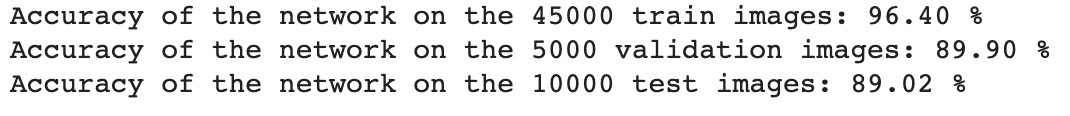 Accuracy of the network on the 45000 train images: 96.40 %
Accuracy of the network on the 5000 validation images: 89.90 %
Accuracy of the network on the 10000 test images: 89.02 %